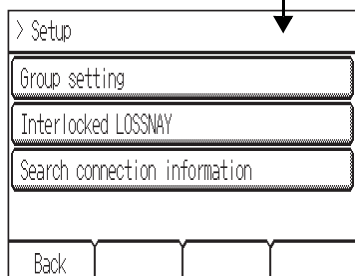 > Setup
Group setting
Interlocked LOSSNAY
Search connection information
Back